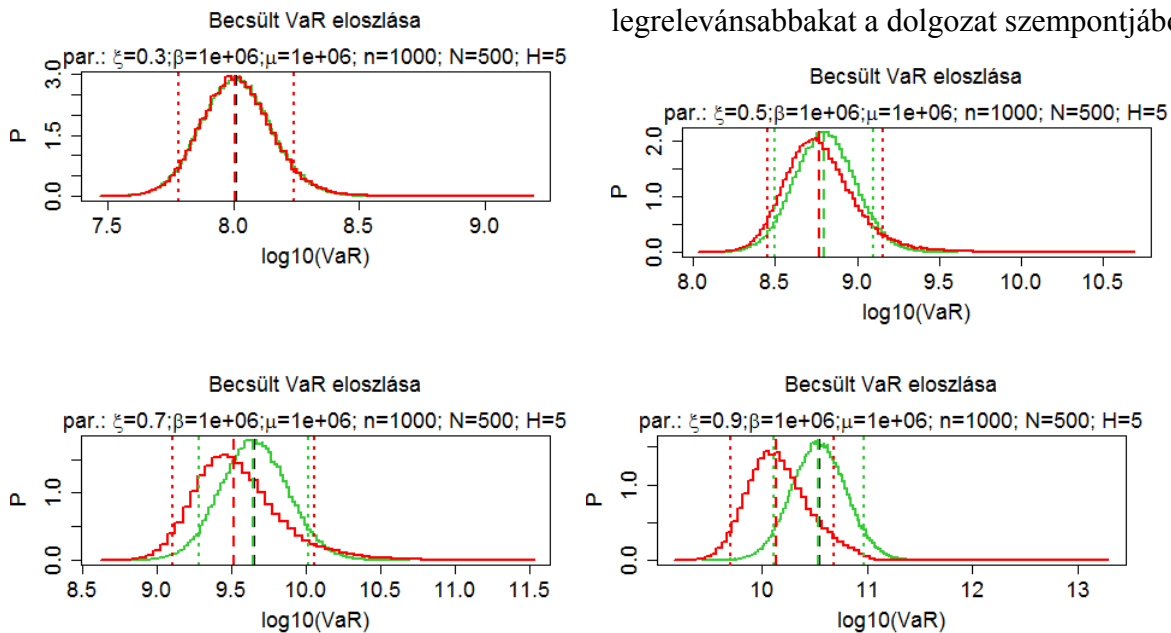 legrelevánsabbakat a dolgozat szempontjábó
Becsült VaR eloszlása
par.: ξ=0.3;β=1e+06;μ=1e+06; n=1000; N=500; H=5
P
3.0
1.5
0.0
7.5 8.0 8.5 9.0
log10(VaR)
Becsült VaR eloszlása
par.: ξ=0.5;β=1e+06;μ=1e+06; n=1000; N=500; H=5
P
2.0
1.0
0.0
8.0 8.5 9.0 9.5 10.0 10.5
log10(VaR)
Becsült VaR eloszlása
par.: ξ=0.7;β=1e+06;μ=1e+06; n=1000; N=500; H=5
P
1.0
0.0
8.5 9.0 9.5 10.0 10.5 11.0 11.5
log10(VaR)
Becsült VaR eloszlása
par.: ξ=0.9;β=1e+06;μ=1e+06; n=1000; N=500; H=5
P
1.0
0.0
10 11 12 13
log10(VaR)